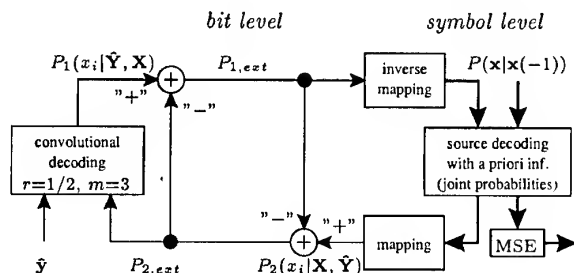 bit level
symbol level
P₁(xᵢ|Ŷ, X)
P₁,ₑₓₜ
P(x|x(−1))
"+"
"−"
inverse
mapping
convolutional
decoding
r=1/2, m=3
source decoding
with a priori inf.
(joint probabilities)
"−"
"+"
mapping
MSE
ŷ
P₂,ₑₓₜ
P₂(xᵢ|X, Ŷ)